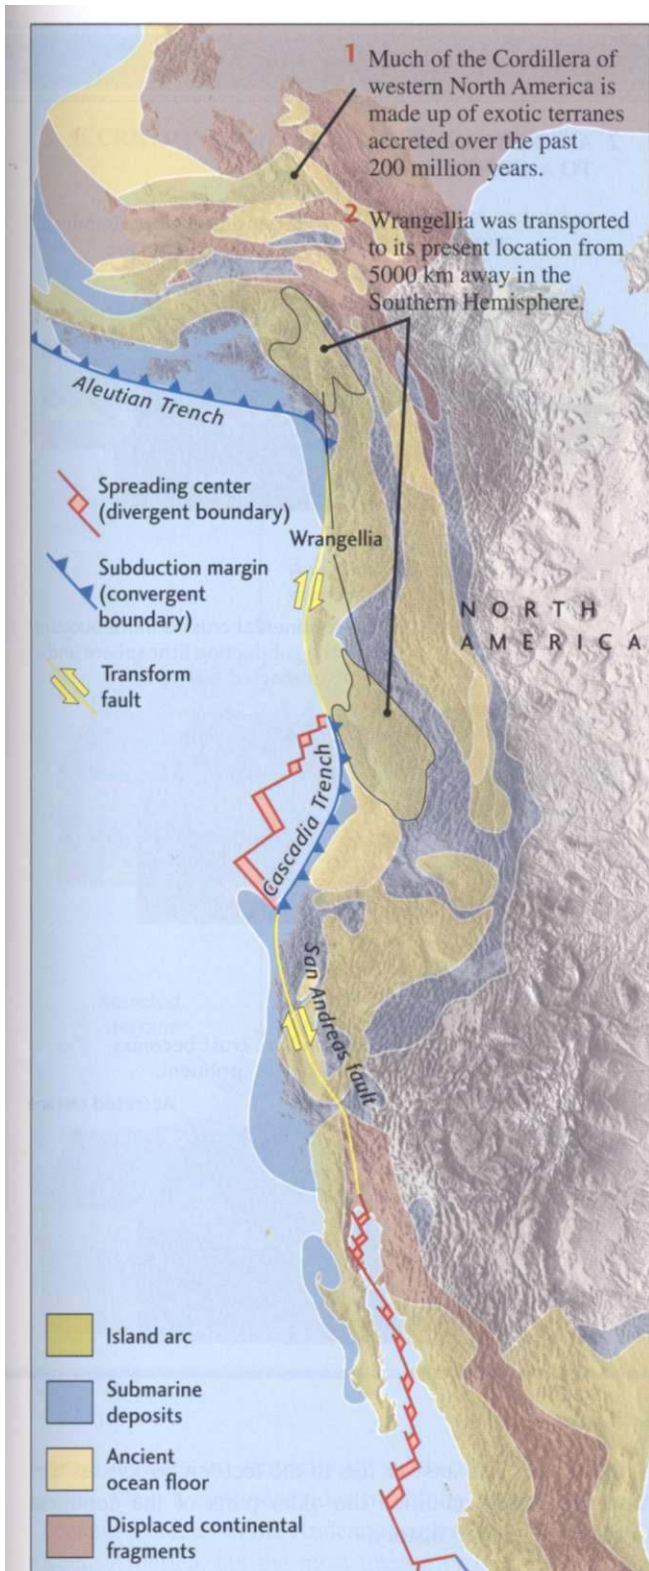 1 Much of the Cordillera of
western North America is
made up of exotic terranes
accreted over the past
200 million years.
2 Wrangellia was transported
to its present location from
5000 km away in the
Southern Hemisphere.
Aleutian Trench
Spreading center
(divergent boundary)
Wrangellia
Subduction margin
(convergent
boundary)
NORTH
AMERICA
Transform
fault
Cascadia Trench
San Andreas fault
Island arc
Submarine
deposits
Ancient
ocean floor
Displaced continental
fragments